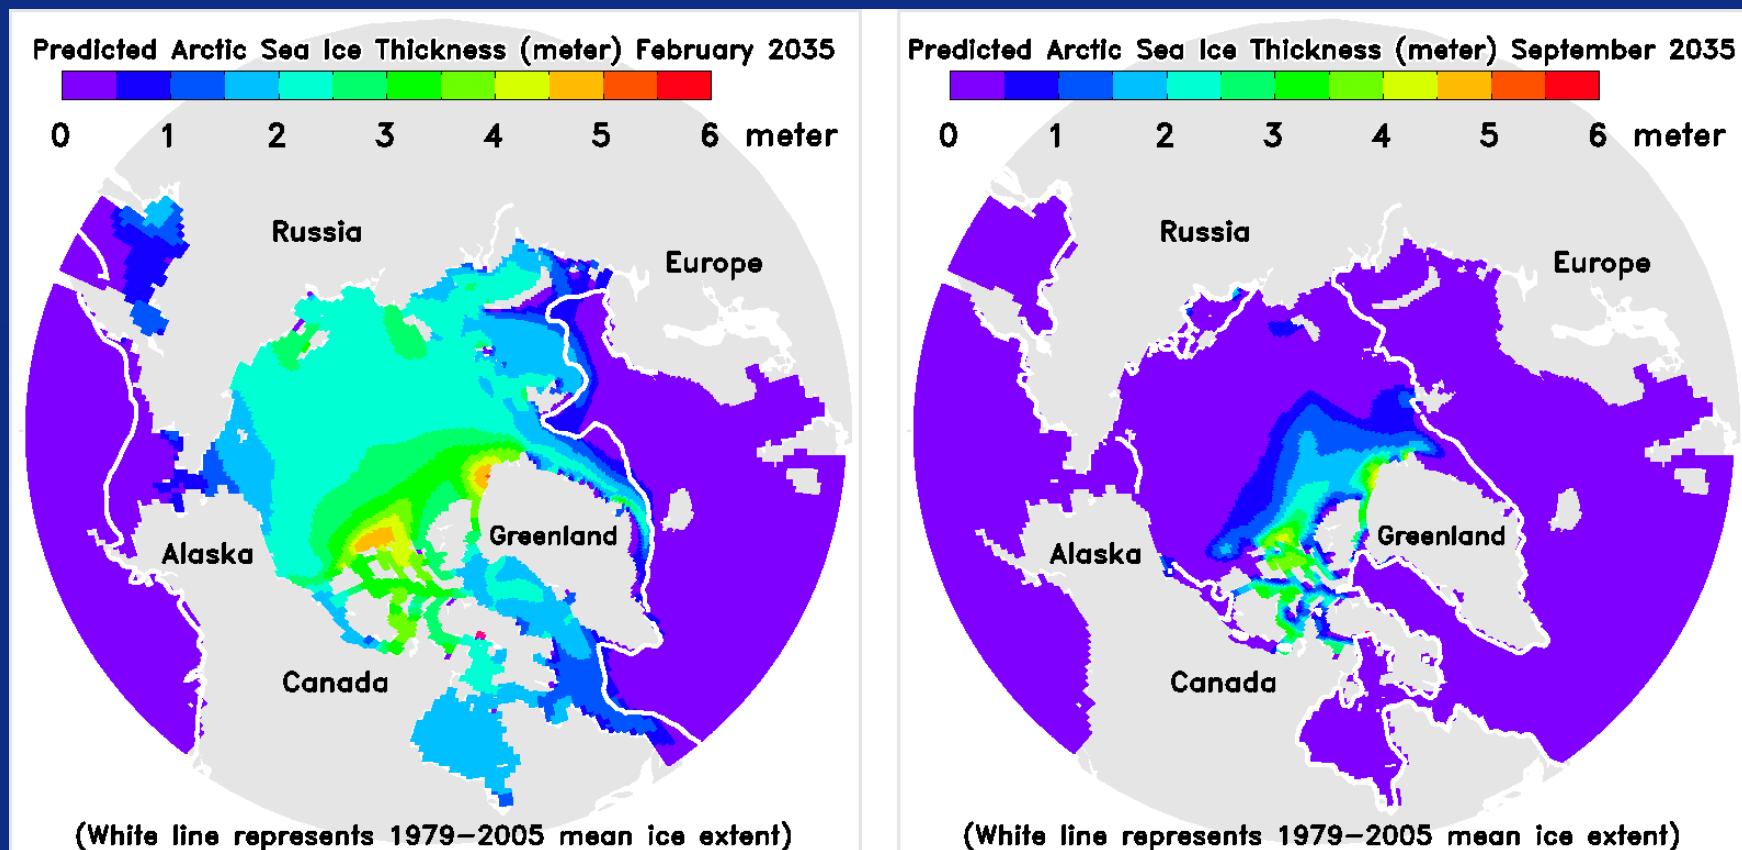 Predicted Arctic Sea Ice Thickness (meter) February 2035
0 1 2 3 4 5 6 meter
Russia
Europe
Greenland
Alaska
Canada
(White line represents 1979-2005 mean ice extent)
Predicted Arctic Sea Ice Thickness (meter) September 2035
0 1 2 3 4 5 6 meter
Russia
Europe
Greenland
Alaska
Canada
(White line represents 1979-2005 mean ice extent)